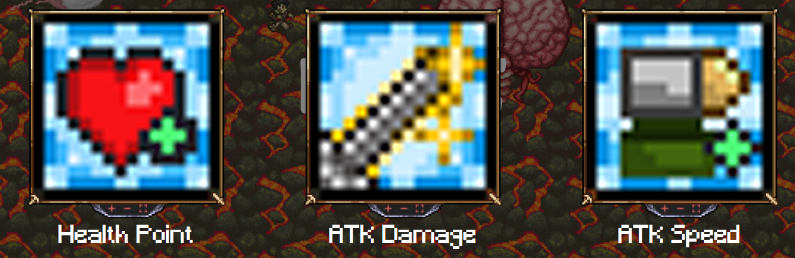 Health Point
ATK Damage
ATK Speed